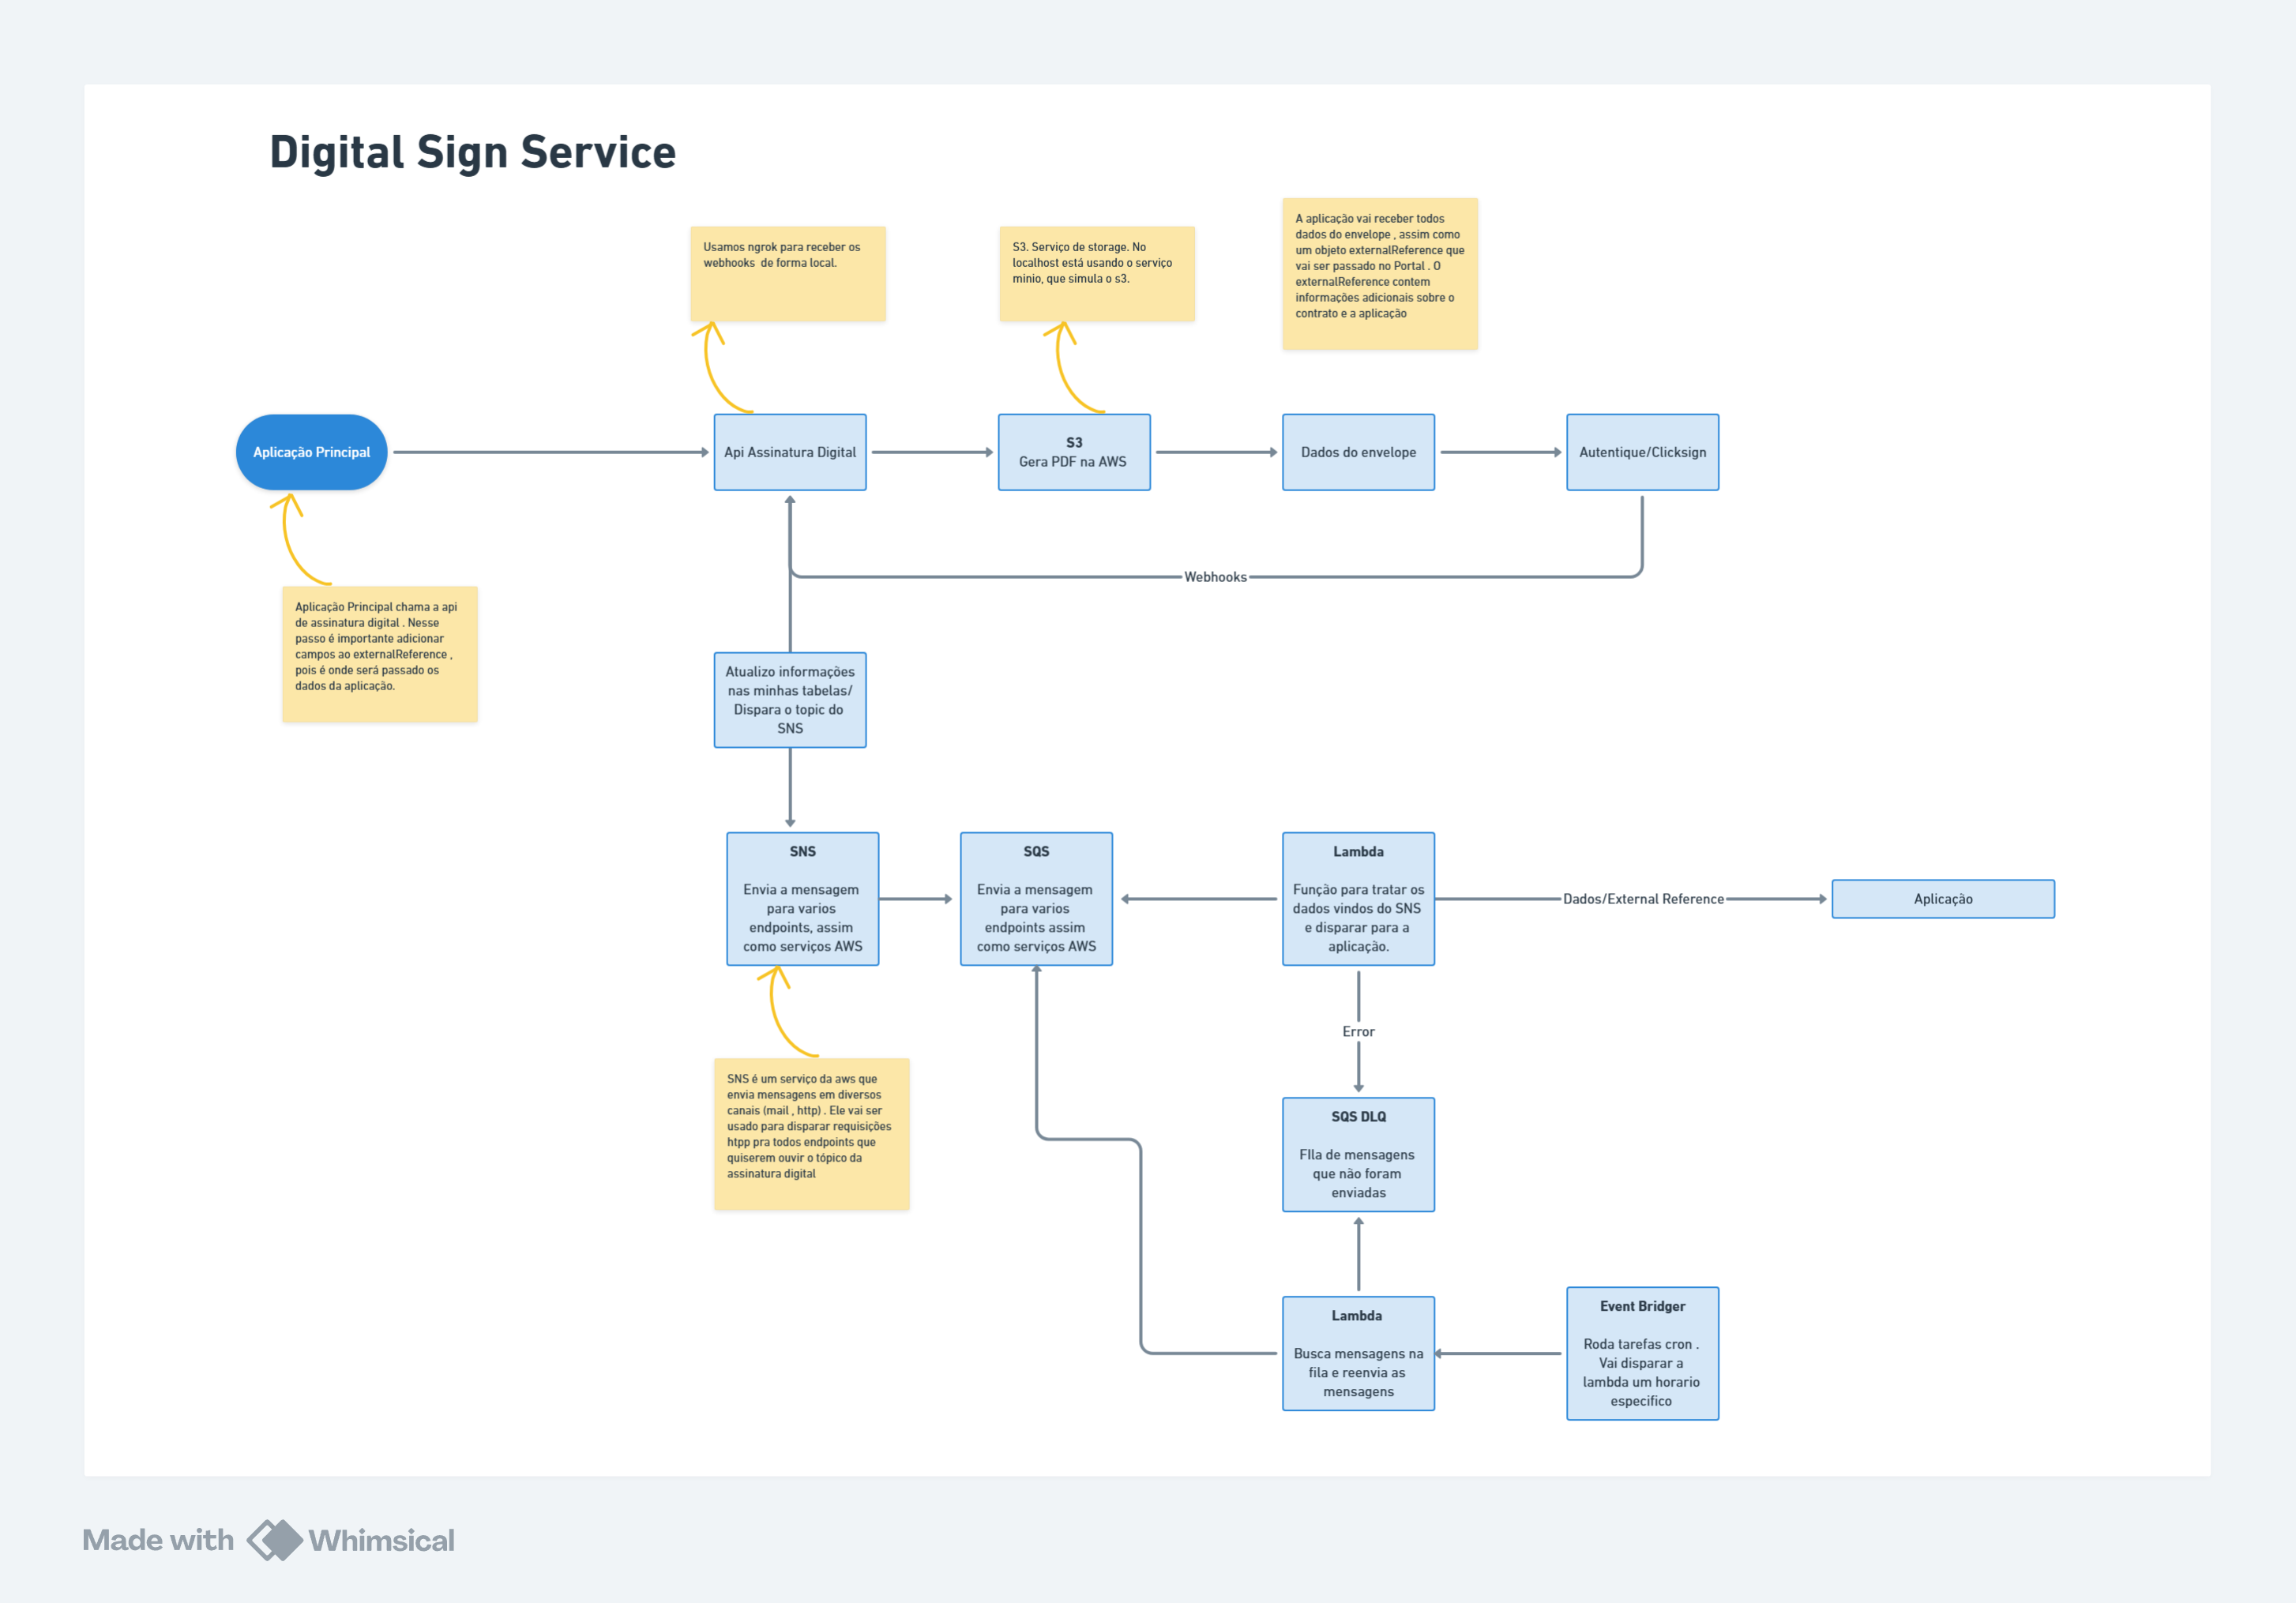 Digital Sign Service
Usamos ngrok para receber os
webhooks  de forma local.
S3. Serviço de storage. No
localhost está usando o serviço
minio, que simula o s3.
A aplicação vai receber todos
dados do envelope , assim como
um objeto externalReference que
vai ser passado no Portal . O
externalReference contem
informações adicionais sobre o
contrato e a aplicação
Aplicação Principal
Api Assinatura Digital
S3
Gera PDF na AWS
Dados do envelope
Autentique/Clicksign
Webhooks
Aplicação Principal chama a api
de assinatura digital . Nesse
passo é importante adicionar
campos ao externalReference ,
pois é onde será passado os
dados da aplicação.
Atualizo informações
nas minhas tabelas/
Dispara o topic do
SNS
SNS
Envia a mensagem
para varios
endpoints, assim
como serviços AWS
SQS
Envia a mensagem
para varios
endpoints assim
como serviços AWS
Lambda
Função para tratar os
dados vindos do SNS
e disparar para a
aplicação.
Dados/External Reference
Aplicação
Error
SNS é um serviço da aws que
envia mensagens em diversos
canais (mail , http) . Ele vai ser
usado para disparar requisições
htpp pra todos endpoints que
quiserem ouvir o tópico da
assinatura digital
SQS DLQ
FIla de mensagens
que não foram
enviadas
Lambda
Busca mensagens na
fila e reenvia as
mensagens
Event Bridger
Roda tarefas cron .
Vai disparar a
lambda um horario
especifico
Made with Whimsical